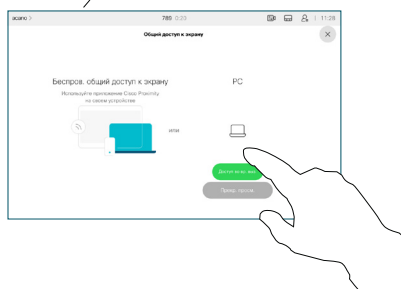 acano >
789 0:20
11:28
Общий доступ к экрану
Беспров. общий доступ к экрану
PC
Используйте приложение Cisco Proximity
на своем устройстве
или